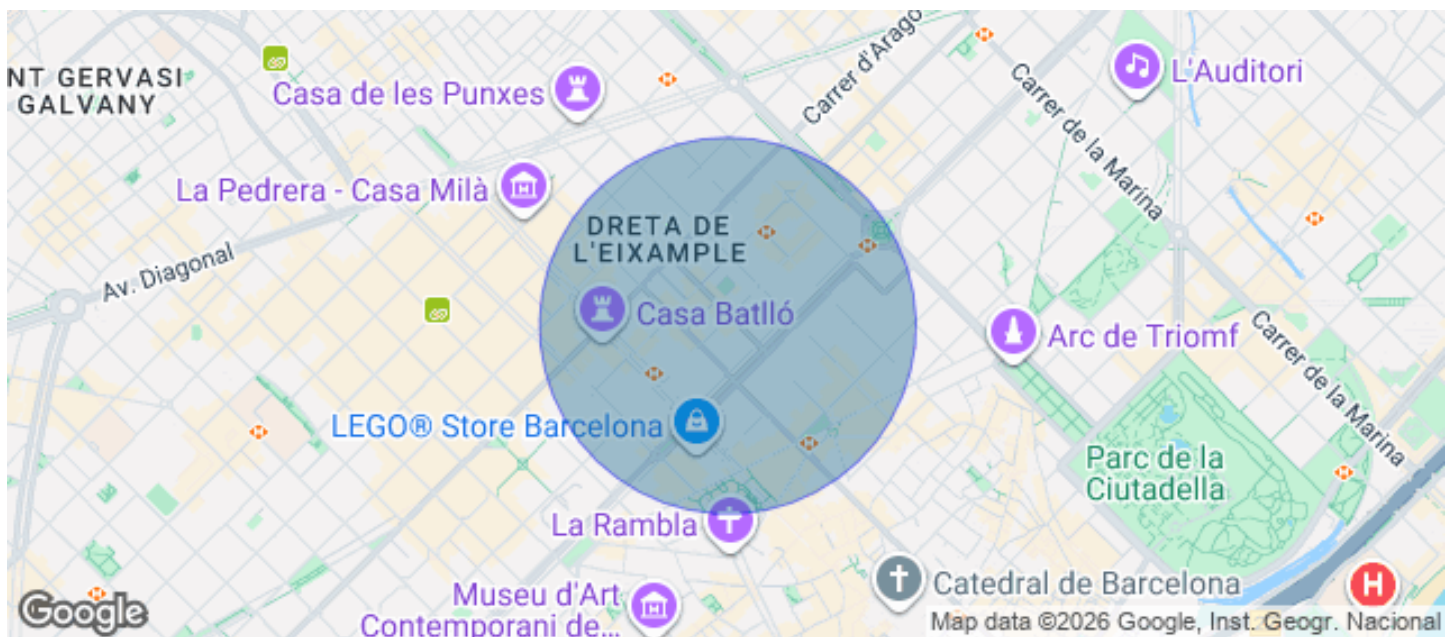 Carrer d'Arago
L'Auditori
NT GERVASI
GALVANY
Casa de les Punxes
Carrer de la Marina
La Pedrera - Casa Milà
DRETA DE
L'EIXAMPLE
Av. Diagonal
Casa Batlló
Arc de Triomf
Carrer de la Marina
LEGO® Store Barcelona
Parc de la
Ciutadella
La Rambla
Catedral de Barcelona
H
Museu d'Art
Contemporani de...
Google
Map data ©2026 Google, Inst. Geogr. Nacional